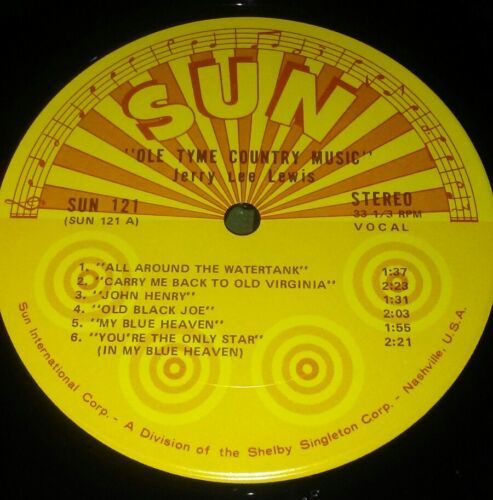 SUN
"OLE TYME COUNTRY MUSIC"
Jerry Lee Lewis
SUN 121
(SUN 121 A)
STEREO
33 1/3 RPM
VOCAL
1. "ALL AROUND THE WATERTANK" 1:37
2. "CARRY ME BACK TO OLD VIRGINIA" 2:23
3. "JOHN HENRY" 1:31
4. "OLD BLACK JOE" 2:03
5. "MY BLUE HEAVEN" 1:55
6. "YOU'RE THE ONLY STAR" 2:21
(IN MY BLUE HEAVEN)
Sun International Corp. - A Division of the Shelby Singleton Corp. - Nashville, U.S.A.